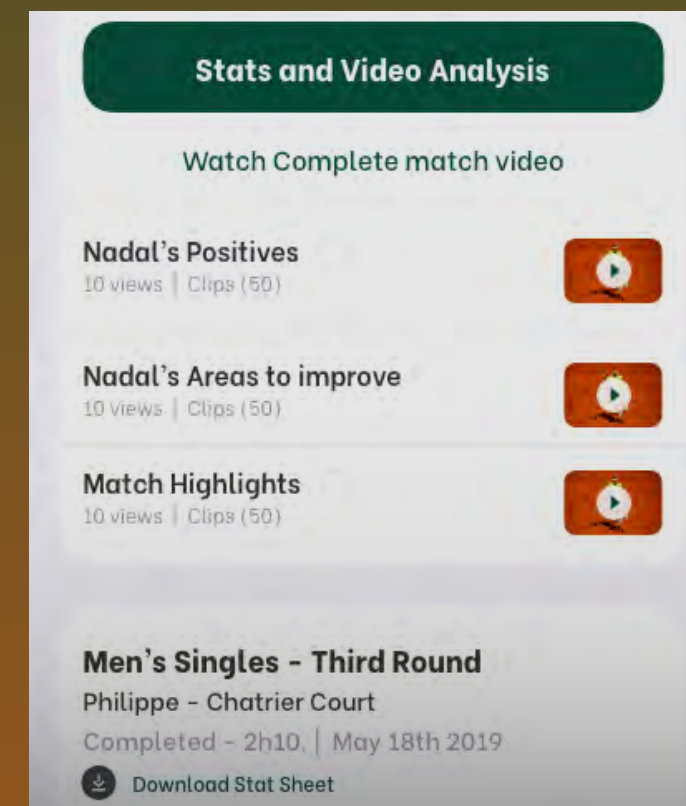 Stats and Video Analysis
Watch Complete match video
Nadal's Positives
10 views | Clips (50)
Nadal's Areas to improve
10 views | Clips (50)
Match Highlights
10 views | Clips (50)
Men's Singles - Third Round
Philippe - Chatrier Court
Completed - 2h10. | May 18th 2019
Download Stat Sheet